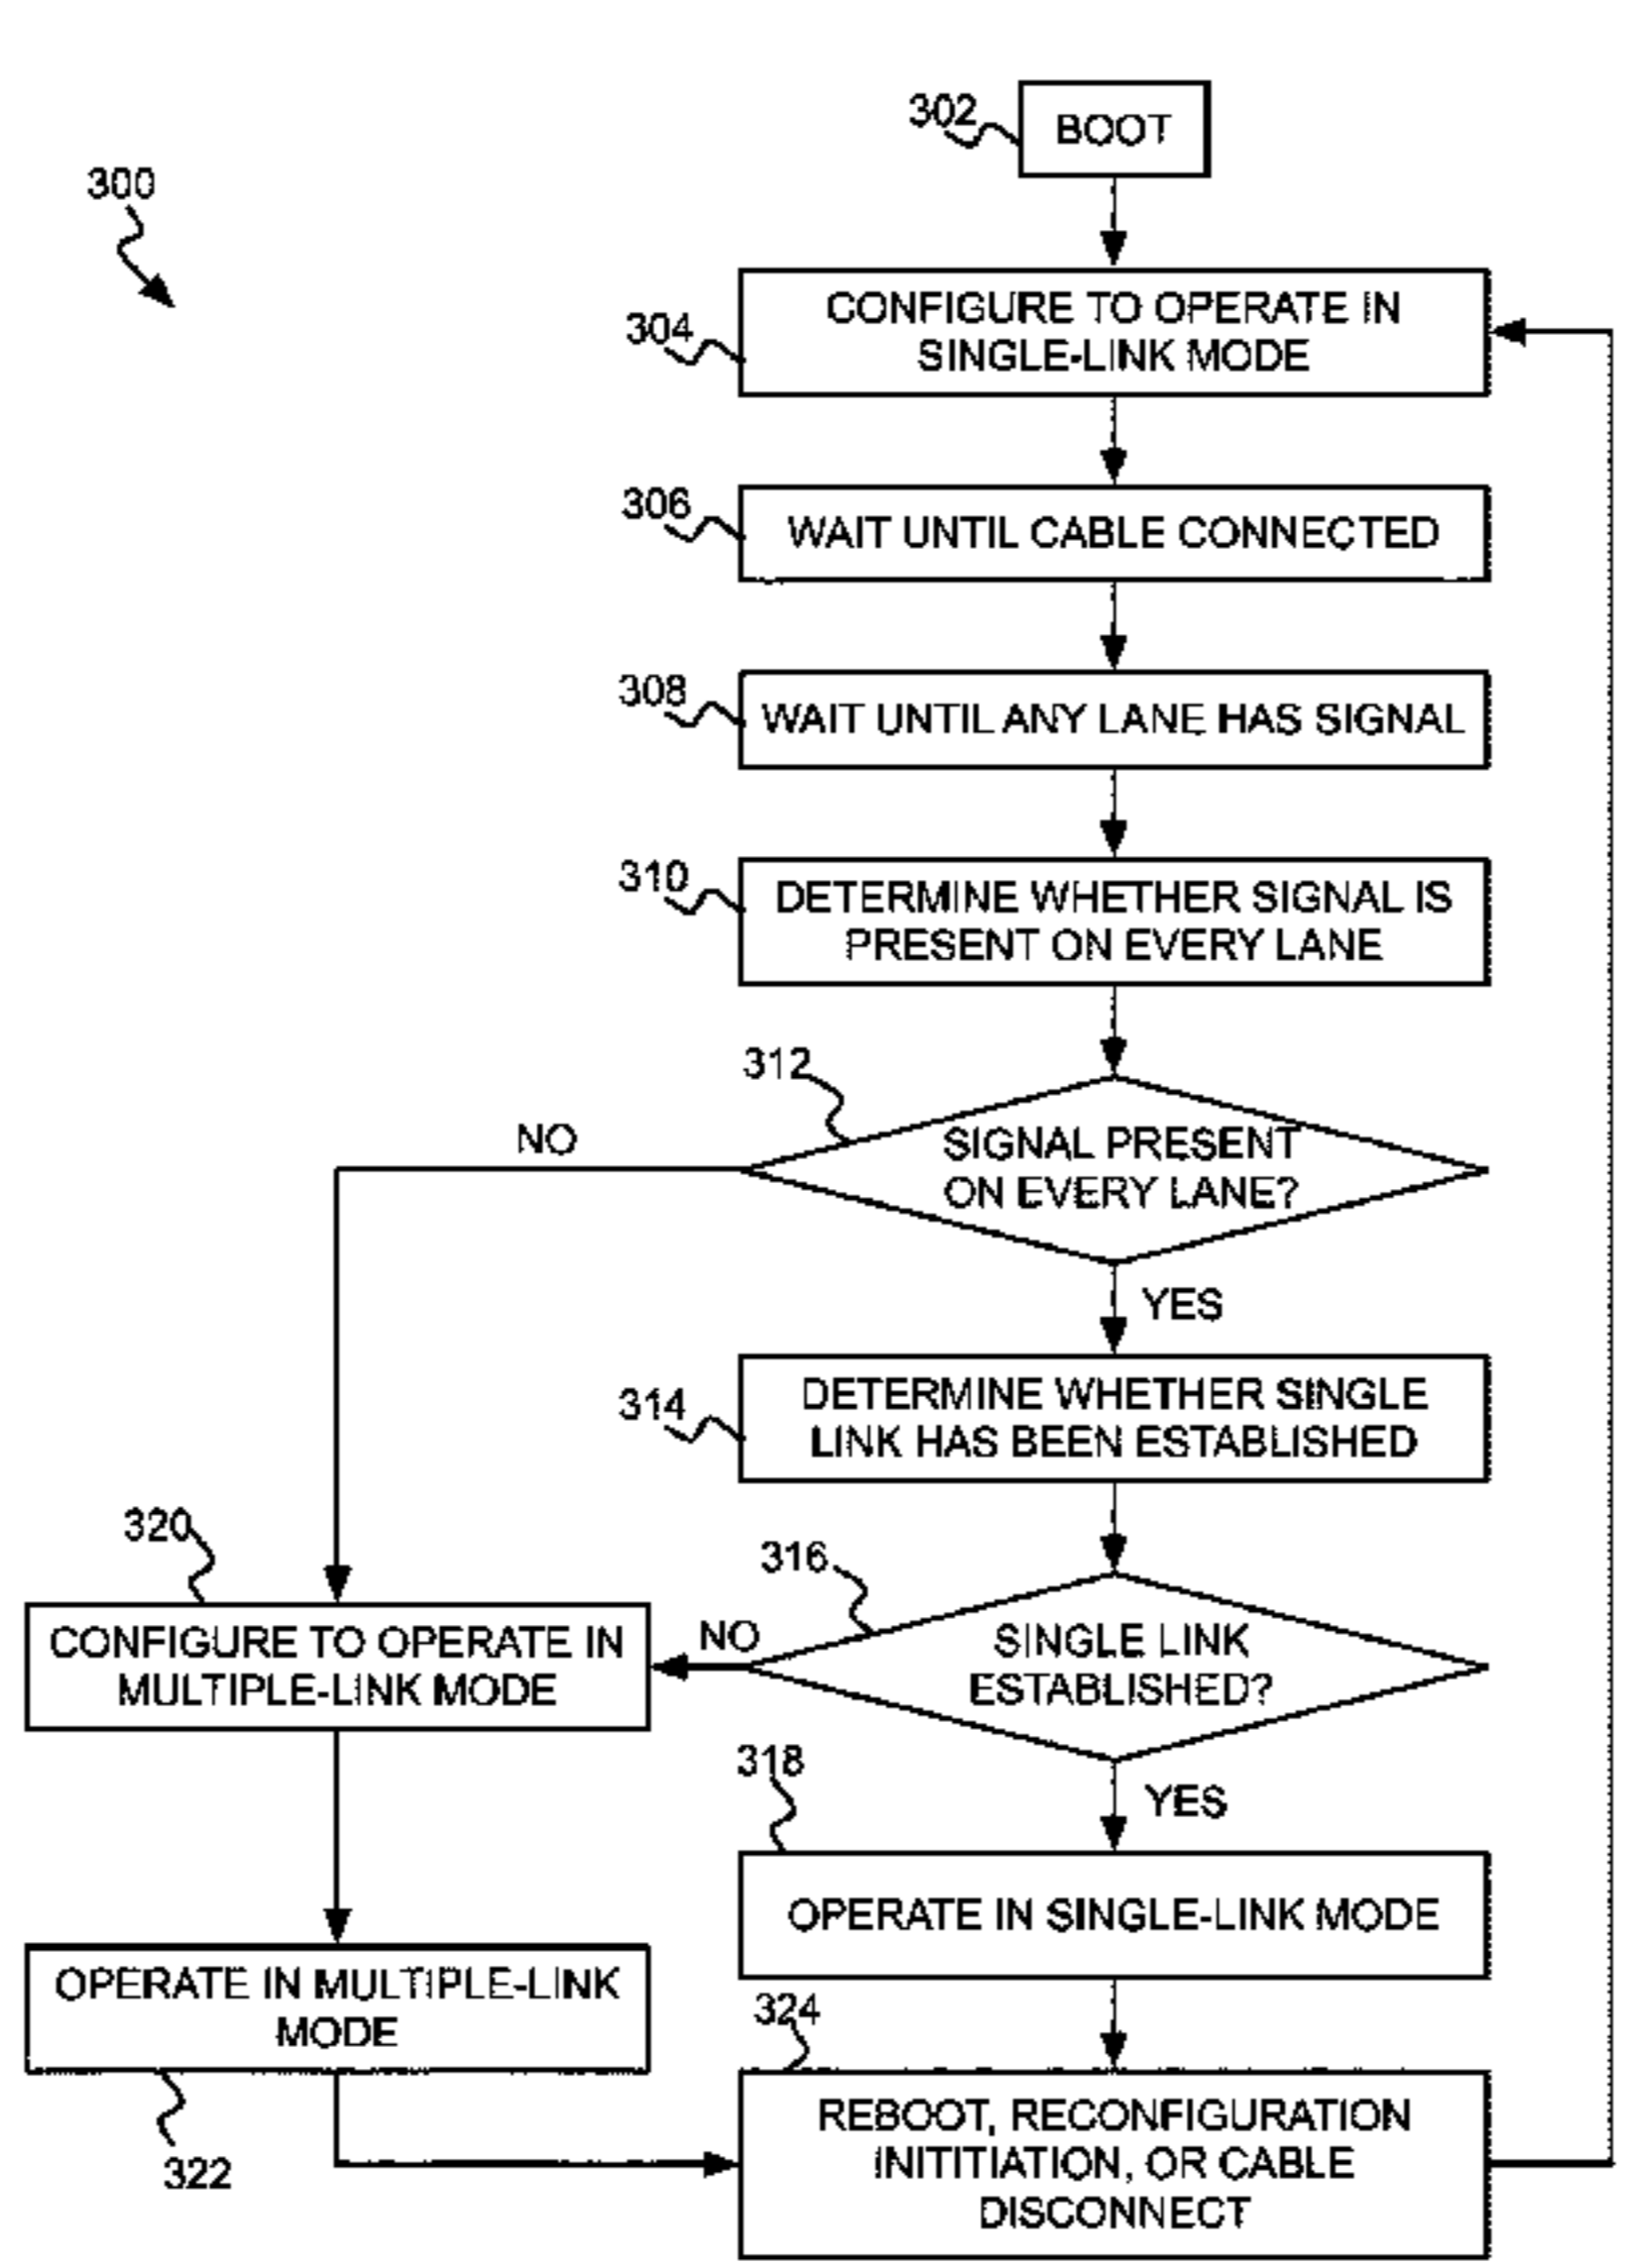 302
BOOT
300
304
CONFIGURE TO OPERATE IN
SINGLE-LINK MODE
306
WAIT UNTIL CABLE CONNECTED
308
WAIT UNTIL ANY LANE HAS SIGNAL
310
DETERMINE WHETHER SIGNAL IS
PRESENT ON EVERY LANE
312
SIGNAL PRESENT
ON EVERY LANE?
NO
YES
314
DETERMINE WHETHER SINGLE
LINK HAS BEEN ESTABLISHED
316
SINGLE LINK
ESTABLISHED?
NO
YES
320
CONFIGURE TO OPERATE IN
MULTIPLE-LINK MODE
318
OPERATE IN SINGLE-LINK MODE
OPERATE IN MULTIPLE-LINK
MODE
322
324
REBOOT, RECONFIGURATION
INITITIATION, OR CABLE
DISCONNECT